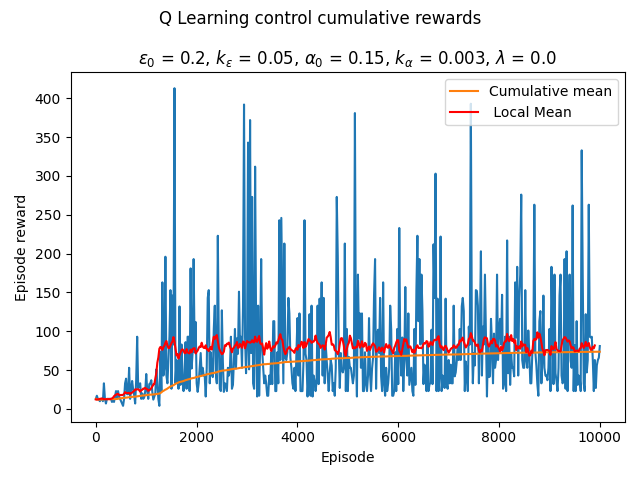 Q Learning control cumulative rewards
ε₀ = 0.2, kε = 0.05, α₀ = 0.15, kα = 0.003, λ = 0.0
Cumulative mean
Local Mean
Episode reward
400
350
300
250
200
150
100
50
0
0 2000 4000 6000 8000 10000
Episode